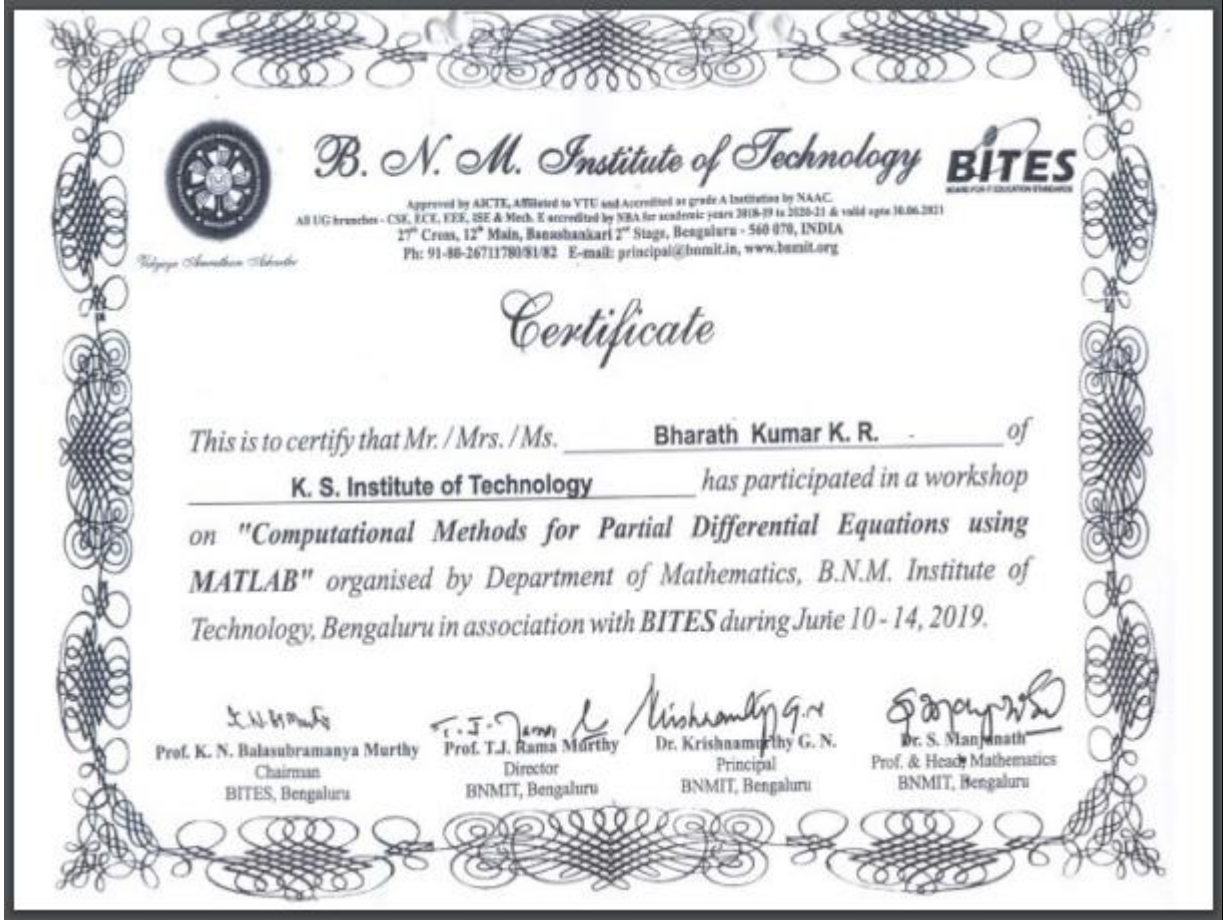 B. N. M. Institute of Technology
BiTES
BOARD FOR IT EDUCATION STANDARDS
Approved by AICTE, Affiliated to VTU and Accredited as grade A Institution by NAAC.
All UG branches - CSE, ECE, EEE, ISE & Mech. E accredited by NBA for academic years 2018-19 to 2020-21 & valid upto 30.06.2021
27th Cross, 12th Main, Banashankari 2nd Stage, Bengaluru - 560 070, INDIA
Ph: 91-80-26711780/81/82 E-mail: principal@bnmit.in, www.bnmit.org
Certificate
This is to certify that Mr. / Mrs. / Ms. Bharath Kumar K. R. of
K. S. Institute of Technology has participated in a workshop
on "Computational Methods for Partial Differential Equations using
MATLAB" organised by Department of Mathematics, B.N.M. Institute of
Technology, Bengaluru in association with BITES during June 10 - 14, 2019.
Krishnamurthy G.N
Prof. K. N. Balasubramanya Murthy
Chairman
BITES, Bengaluru
Prof. T.J. Rama Murthy
Director
BNMIT, Bengaluru
Dr. Krishnamurthy G. N.
Principal
BNMIT, Bengaluru
Dr. S. Manjunath
Prof. & Head, Mathematics
BNMIT, Bengaluru